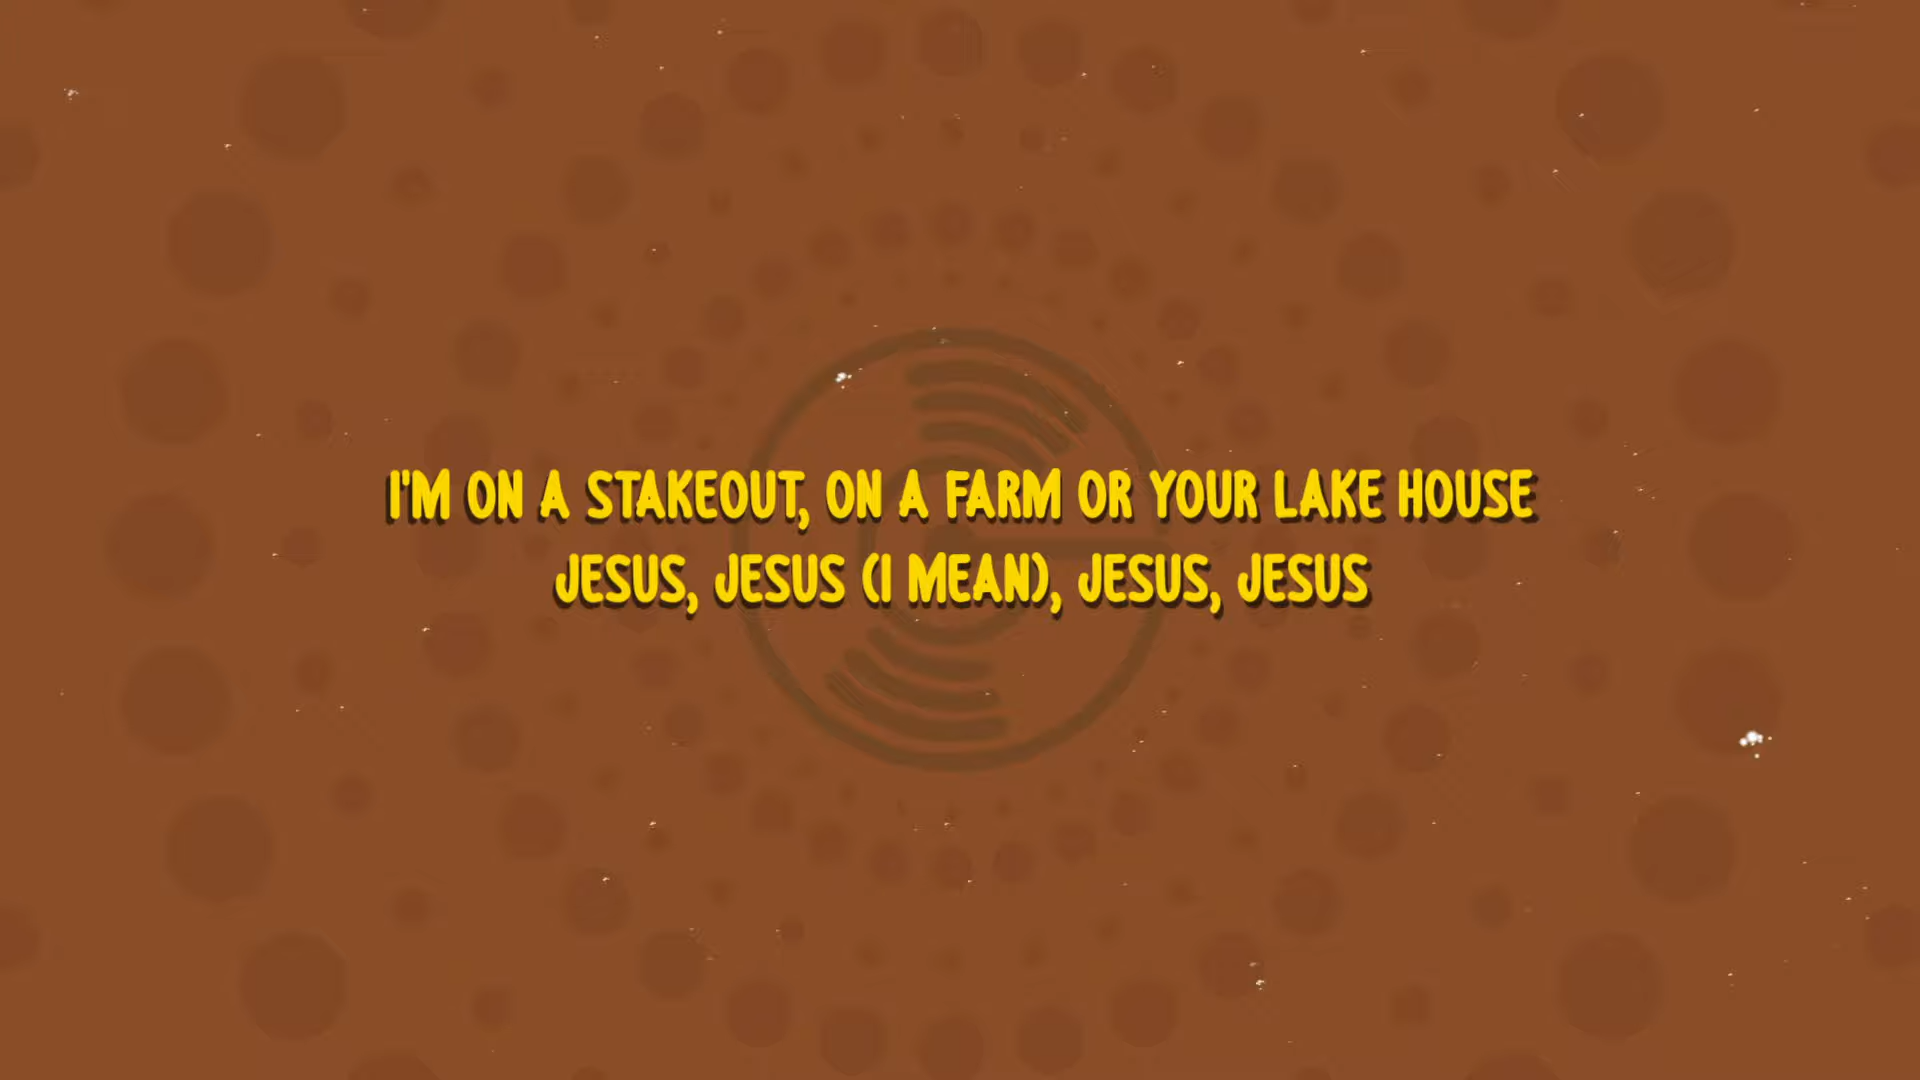 I'M ON A STAKEOUT, ON A FARM OR YOUR LAKE HOUSE
JESUS, JESUS (I MEAN), JESUS, JESUS